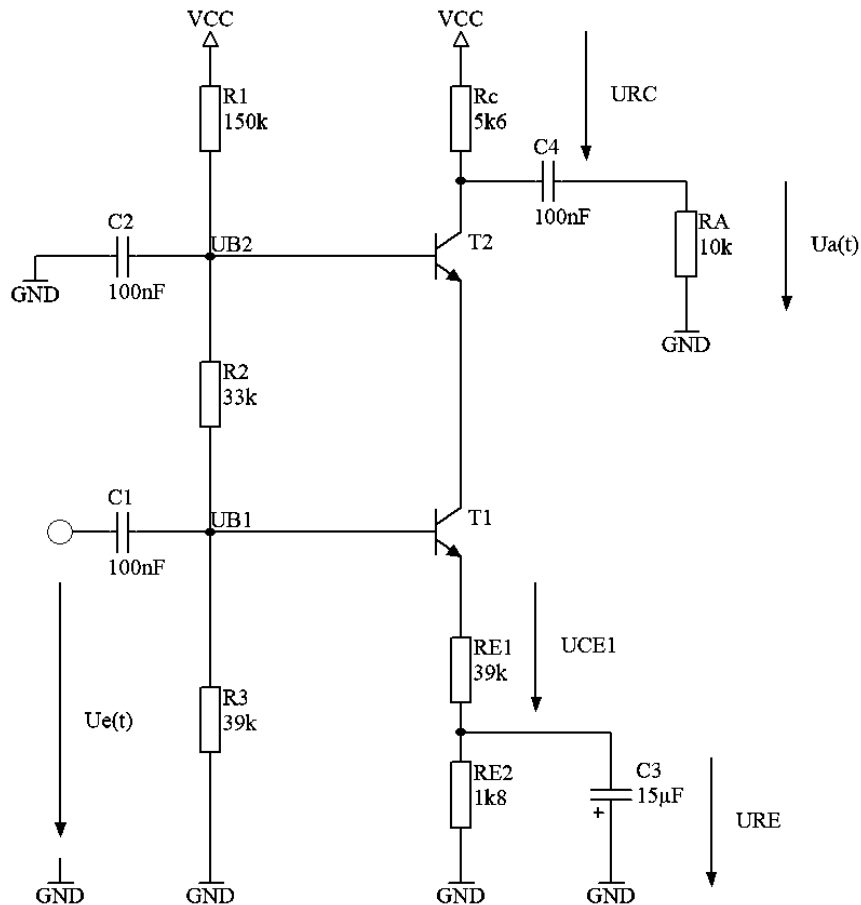 VCC
VCC
R1
150k
Rc
5k6
URC
C4
100nF
C2
100nF
UB2
T2
RA
10k
Ua(t)
GND
GND
R2
33k
C1
100nF
UB1
T1
RE1
39k
UCE1
Ue(t)
R3
39k
RE2
1k8
C3
15µF
+
URE
GND
GND
GND
GND